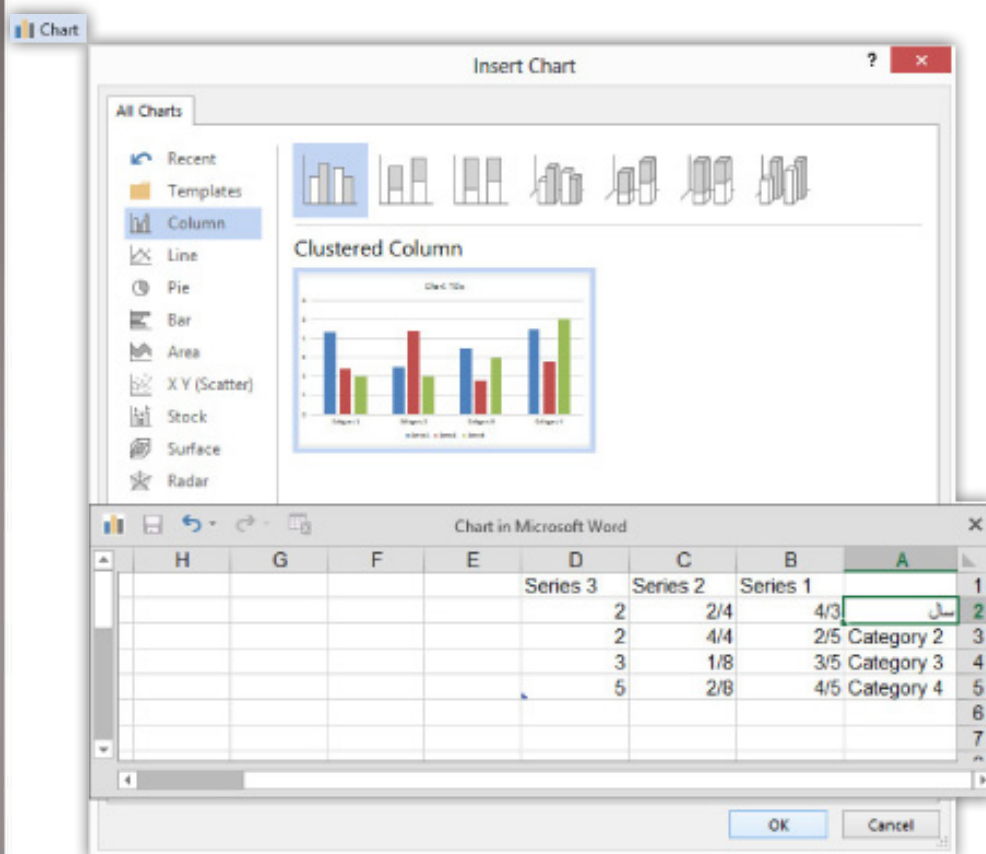 Chart
Insert Chart
?
All Charts
Recent
Templates
Column
Line
Pie
Bar
Area
X Y (Scatter)
Stock
Surface
Radar
Clustered Column
Chart in Microsoft Word
H G F E D C B A
Series 3 Series 2 Series 1 1
2 2/4 4/3 سال 2
2 4/4 2/5 Category 2 3
3 1/8 3/5 Category 3 4
5 2/8 4/5 Category 4 5
6
7
OK Cancel